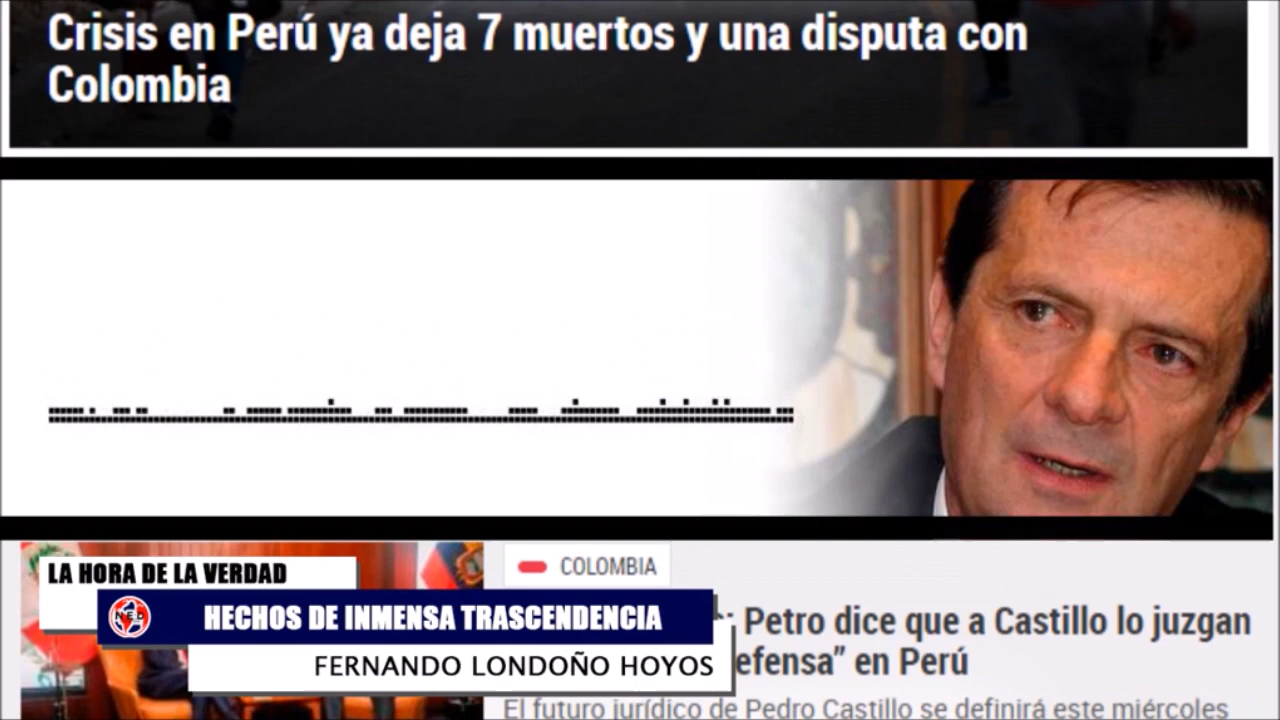 Crisis en Perú ya deja 7 muertos y una disputa con
Colombia
LA HORA DE LA VERDAD
HECHOS DE INMENSA TRASCENDENCIA
FERNANDO LONDOÑO HOYOS
COLOMBIA
: Petro dice que a Castillo lo juzgan
efensa” en Perú
El futuro jurídico de Pedro Castillo se definirá este miércoles